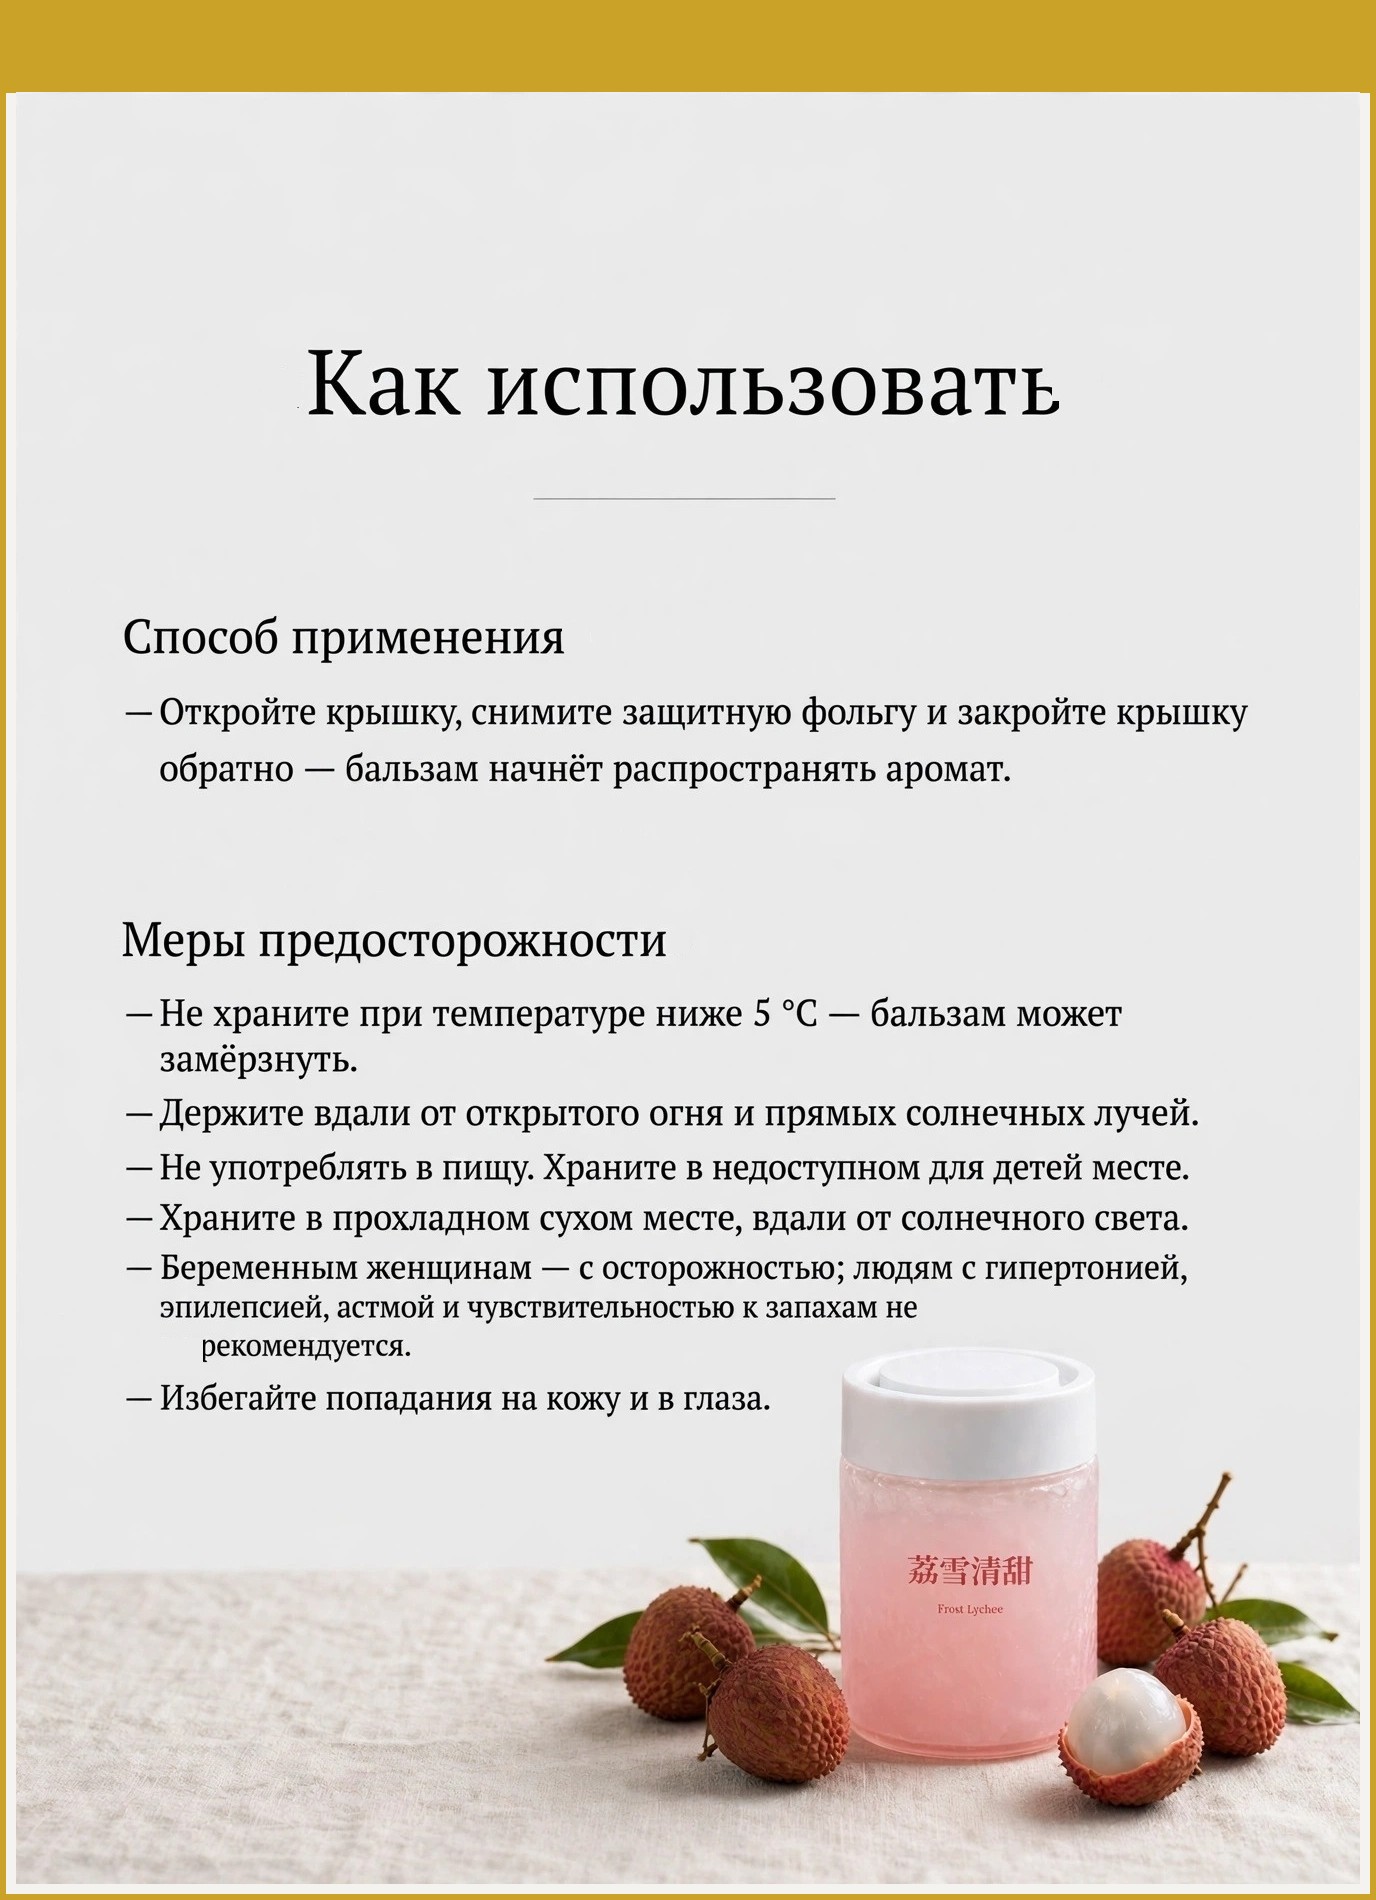 Как использовать
Способ применения
— Откройте крышку, снимите защитную фольгу и закройте крышку
обратно — бальзам начнёт распространять аромат.
Меры предосторожности
— Не храните при температуре ниже 5 °C — бальзам может
замёрзнуть.
— Держите вдали от открытого огня и прямых солнечных лучей.
— Не употреблять в пищу. Храните в недоступном для детей месте.
— Храните в прохладном сухом месте, вдали от солнечного света.
— Беременным женщинам — с осторожностью; людям с гипертонией,
эпилепсией, астмой и чувствительностью к запахам не
рекомендуется.
— Избегайте попадания на кожу и в глаза.
荔雪清甜
Frost Lychee